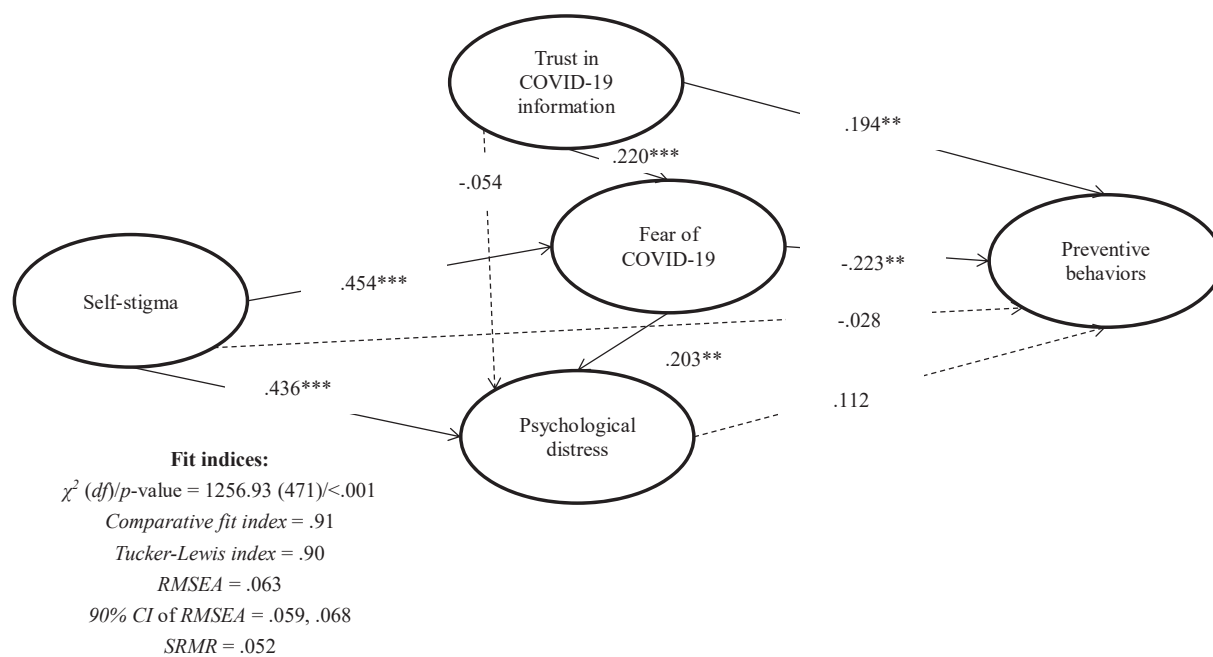 Trust in
COVID-19
information
.194**
.220***
-.054
Fear of
COVID-19
Preventive
behaviors
-.223**
Self-stigma
.454***
-.028
.203**
.436***
.112
Psychological
distress
Fit indices:
χ² (df)/p-value = 1256.93 (471)/<.001
Comparative fit index = .91
Tucker-Lewis index = .90
RMSEA = .063
90% CI of RMSEA = .059, .068
SRMR = .052